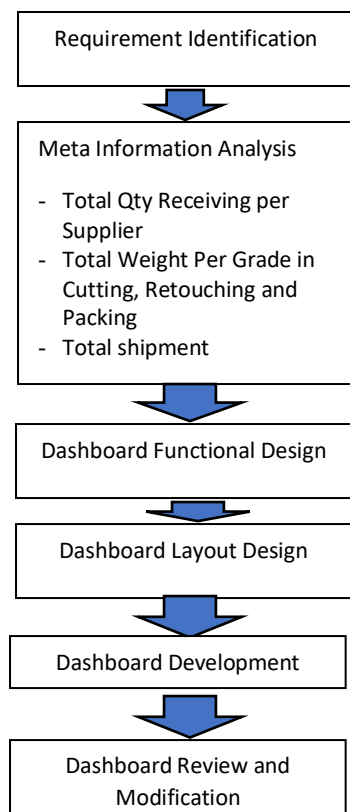 Requirement Identification
Meta Information Analysis
- Total Qty Receiving per
Supplier
- Total Weight Per Grade in
Cutting, Retouching and
Packing
- Total shipment
Dashboard Functional Design
Dashboard Layout Design
Dashboard Development
Dashboard Review and
Modification